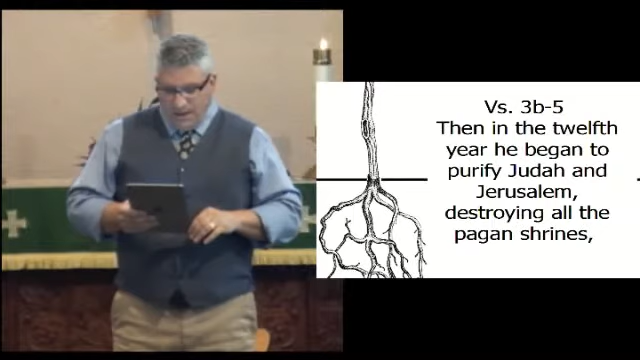 Vs. 3b-5
Then in the twelfth
year he began to
purify Judah and
Jerusalem,
destroying all the
pagan shrines,